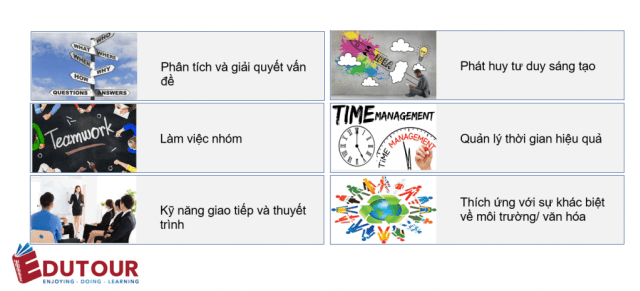 WHAT
WHO
WHERE
WHEN
WHY
HOW
QUESTIONS
ANSWERS
Phân tích và giải quyết vấn
đề
IDEA
Phát huy tư duy sáng tạo
Teamwork
Làm việc nhóm
TIME
MANAGEMENT
TIME
MANAGEMENT
Quản lý thời gian hiệu quả
Kỹ năng giao tiếp và thuyết
trình
Thích ứng với sự khác biệt
về môi trường/ văn hóa
EDUTOUR
ENJOYING - DOING - LEARNING